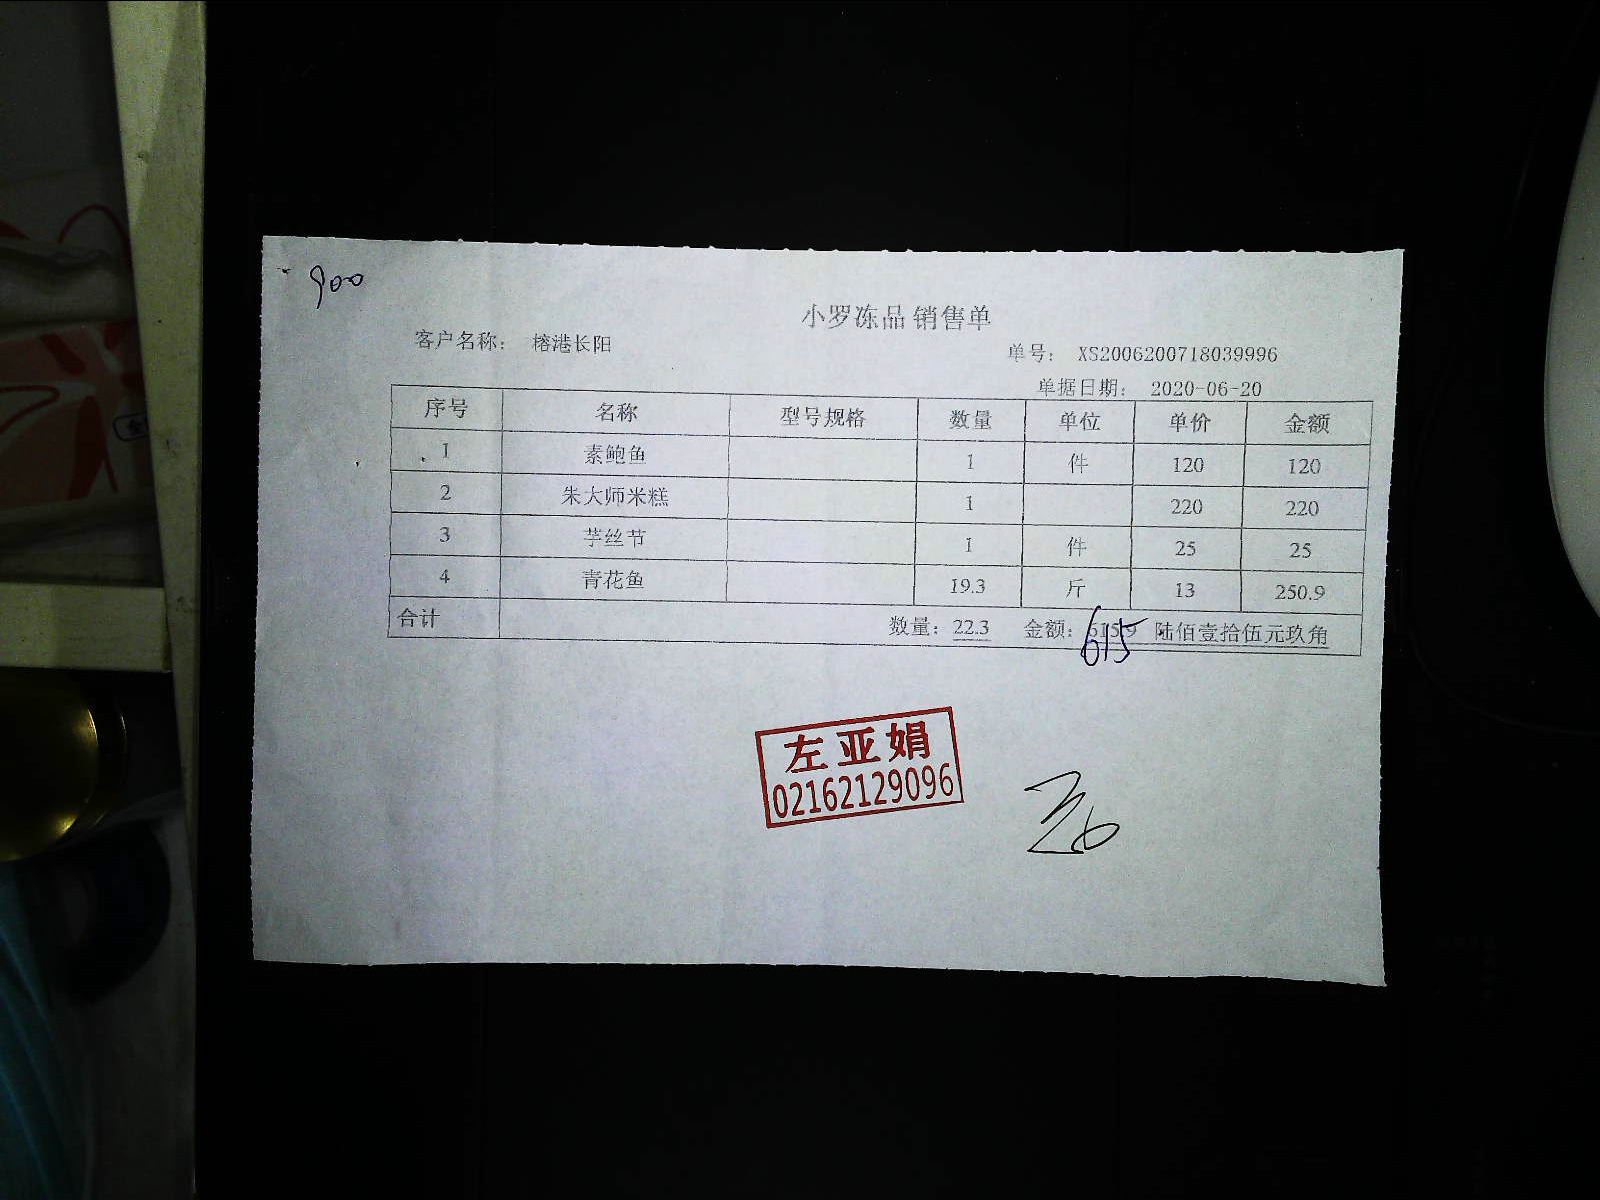 900
小罗冻品 销售单
客户名称： 榕港长阳
单号： XS2006200718039996
单据日期： 2020-06-20
序号 名称 型号规格 数量 单位 单价 金额
1 素鲍鱼 1 件 120 120
2 朱大师米糕 1 220 220
3 芋丝节 1 件 25 25
4 青花鱼 19.3 斤 13 250.9
合计 数量：22.3 金额：615.9 陆佰壹拾伍元玖角
615
左亚娟
02162129096